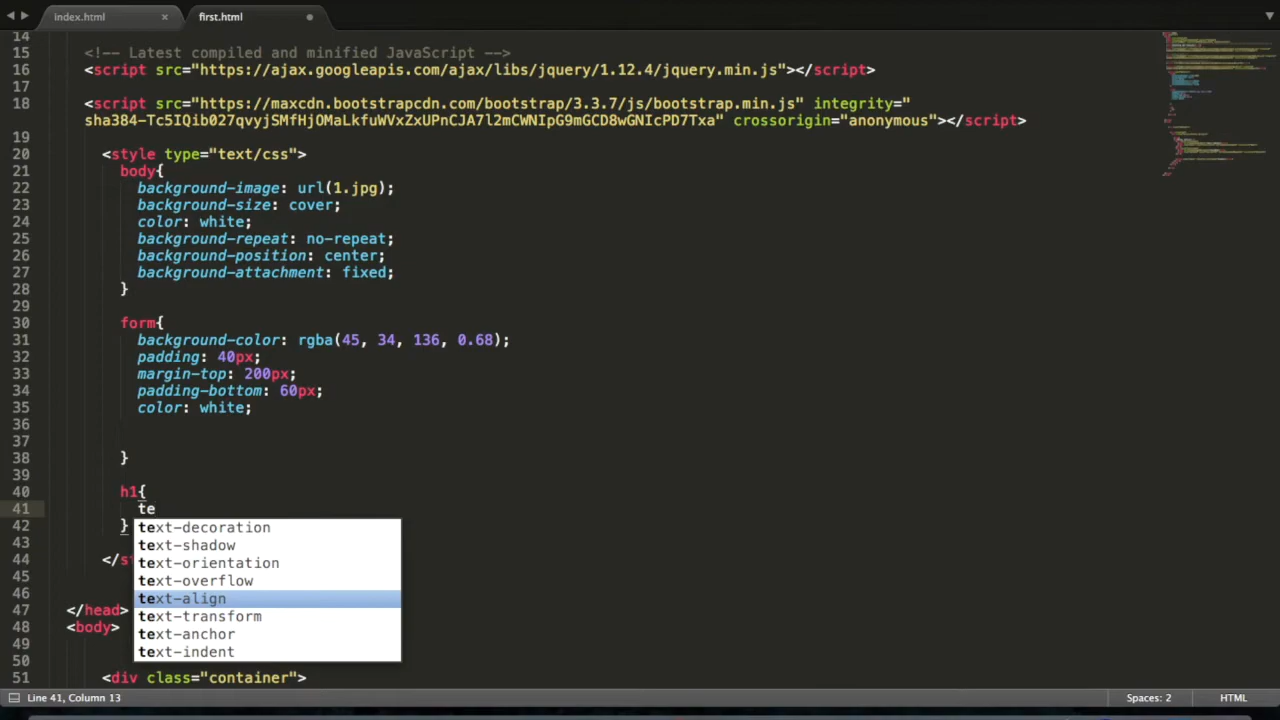 index.html × first.html
14
15 <!-- Latest compiled and minified JavaScript -->
16 <script src="https://ajax.googleapis.com/ajax/libs/jquery/1.12.4/jquery.min.js"></script>
17
18 <script src="https://maxcdn.bootstrapcdn.com/bootstrap/3.3.7/js/bootstrap.min.js" integrity="
sha384-Tc5IQib027qvyjSMfHjOMaLkfuWVxZxUPnCJA7l2mCWNIpG9mGCD8wGNIcPD7Txa" crossorigin="anonymous"></script>
19
20 <style type="text/css">
21 body{
22 background-image: url(1.jpg);
23 background-size: cover;
24 color: white;
25 background-repeat: no-repeat;
26 background-position: center;
27 background-attachment: fixed;
28 }
29
30 form{
31 background-color: rgba(45, 34, 136, 0.68);
32 padding: 40px;
33 margin-top: 200px;
34 padding-bottom: 60px;
35 color: white;
36
37
38 }
39
40 h1{
41 te
42 }
text-decoration
43
text-shadow
44 </s
text-orientation
45
text-overflow
46
text-align
47 </head>
text-transform
48 <body>
text-anchor
49
text-indent
50
51 <div class="container">
Line 41, Column 13 Spaces: 2 HTML